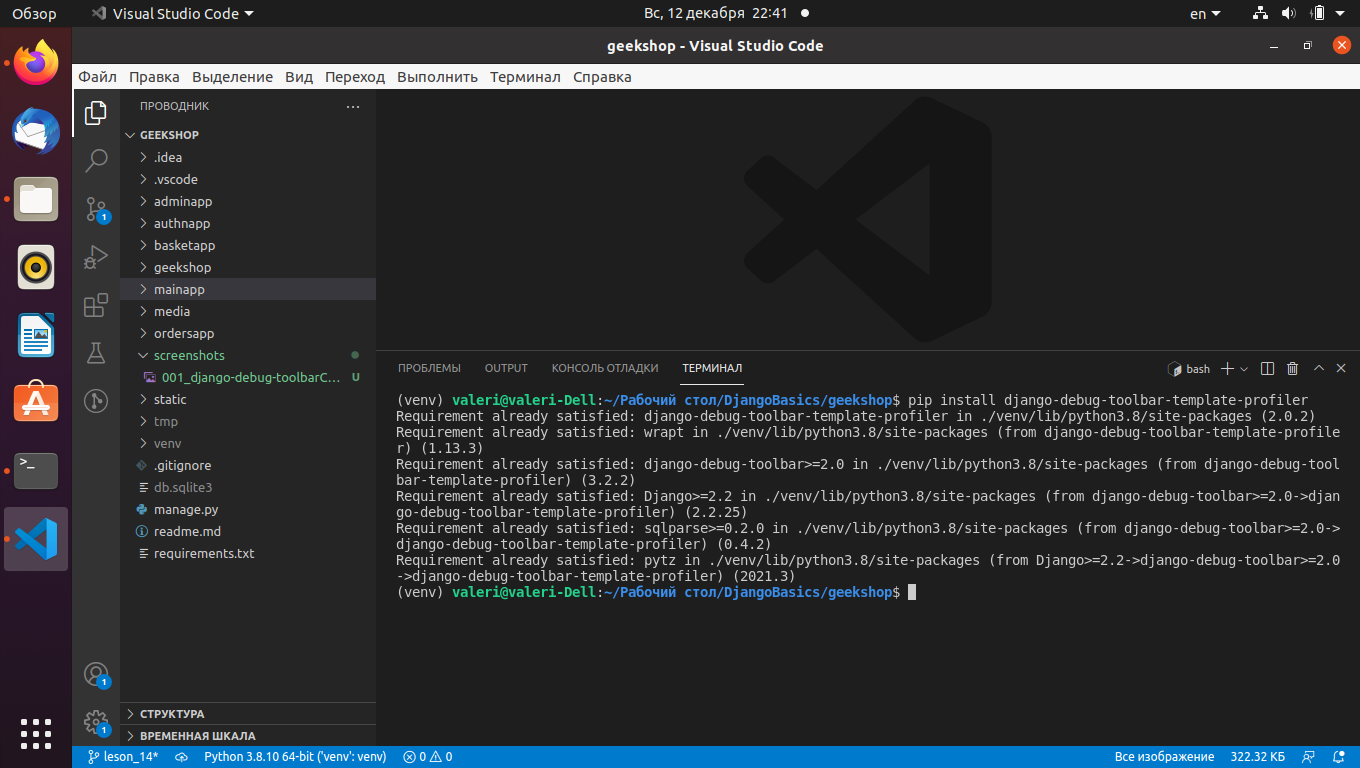 Обзор
Visual Studio Code
Вс, 12 декабря 22:41
en
geekshop - Visual Studio Code
Файл Правка Выделение Вид Переход Выполнить Терминал Справка
ПРОВОДНИК
GEEKSHOP
.idea
.vscode
adminapp
authnapp
basketapp
geekshop
mainapp
media
ordersapp
screenshots
001_django-debug-toolbarC... U
static
tmp
venv
.gitignore
db.sqlite3
manage.py
readme.md
requirements.txt
СТРУКТУРА
ВРЕМЕННАЯ ШКАЛА
1
1
1
ПРОБЛЕМЫ OUTPUT КОНСОЛЬ ОТЛАДКИ ТЕРМИНАЛ
bash
(venv) valeri@valeri-Dell:~/Рабочий стол/DjangoBasics/geekshop$ pip install django-debug-toolbar-template-profiler
Requirement already satisfied: django-debug-toolbar-template-profiler in ./venv/lib/python3.8/site-packages (2.0.2)
Requirement already satisfied: wrapt in ./venv/lib/python3.8/site-packages (from django-debug-toolbar-template-profile
r) (1.13.3)
Requirement already satisfied: django-debug-toolbar>=2.0 in ./venv/lib/python3.8/site-packages (from django-debug-tool
bar-template-profiler) (3.2.2)
Requirement already satisfied: Django>=2.2 in ./venv/lib/python3.8/site-packages (from django-debug-toolbar>=2.0->djan
go-debug-toolbar-template-profiler) (2.2.25)
Requirement already satisfied: sqlparse>=0.2.0 in ./venv/lib/python3.8/site-packages (from django-debug-toolbar>=2.0->
django-debug-toolbar-template-profiler) (0.4.2)
Requirement already satisfied: pytz in ./venv/lib/python3.8/site-packages (from Django>=2.2->django-debug-toolbar>=2.0
->django-debug-toolbar-template-profiler) (2021.3)
(venv) valeri@valeri-Dell:~/Рабочий стол/DjangoBasics/geekshop$
leson_14* Python 3.8.10 64-bit ('venv': venv) 0 0
Все изображение 322.32 КБ